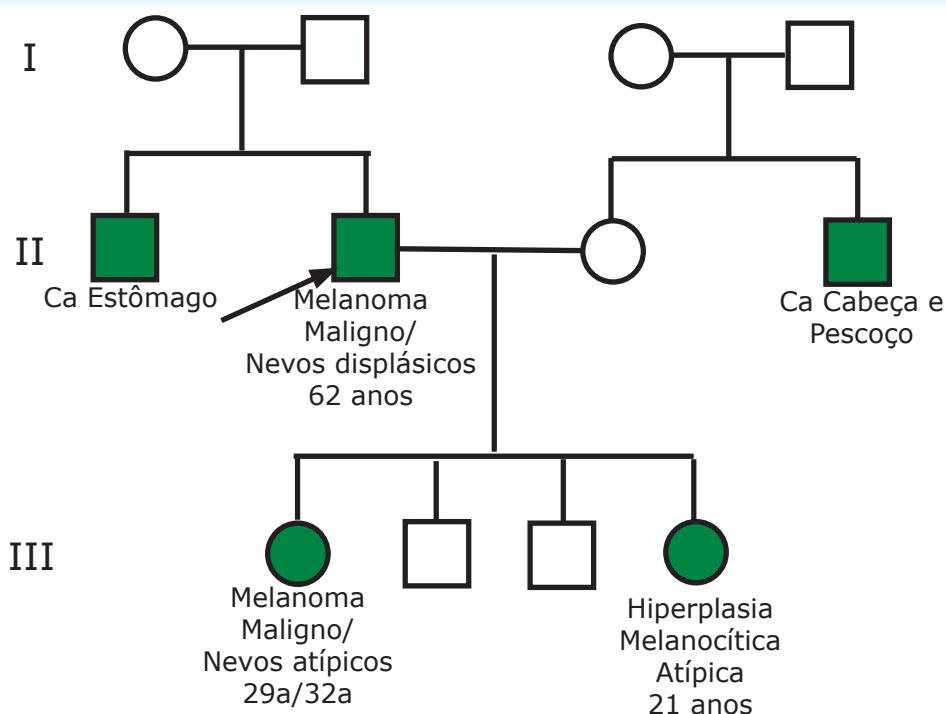 I
II
Ca Estômago
Melanoma
Maligno/
Nevos displásicos
62 anos
Ca Cabeça e
Pescoço
III
Melanoma
Maligno/
Nevos atípicos
29a/32a
Hiperplasia
Melanocítica
Atípica
21 anos